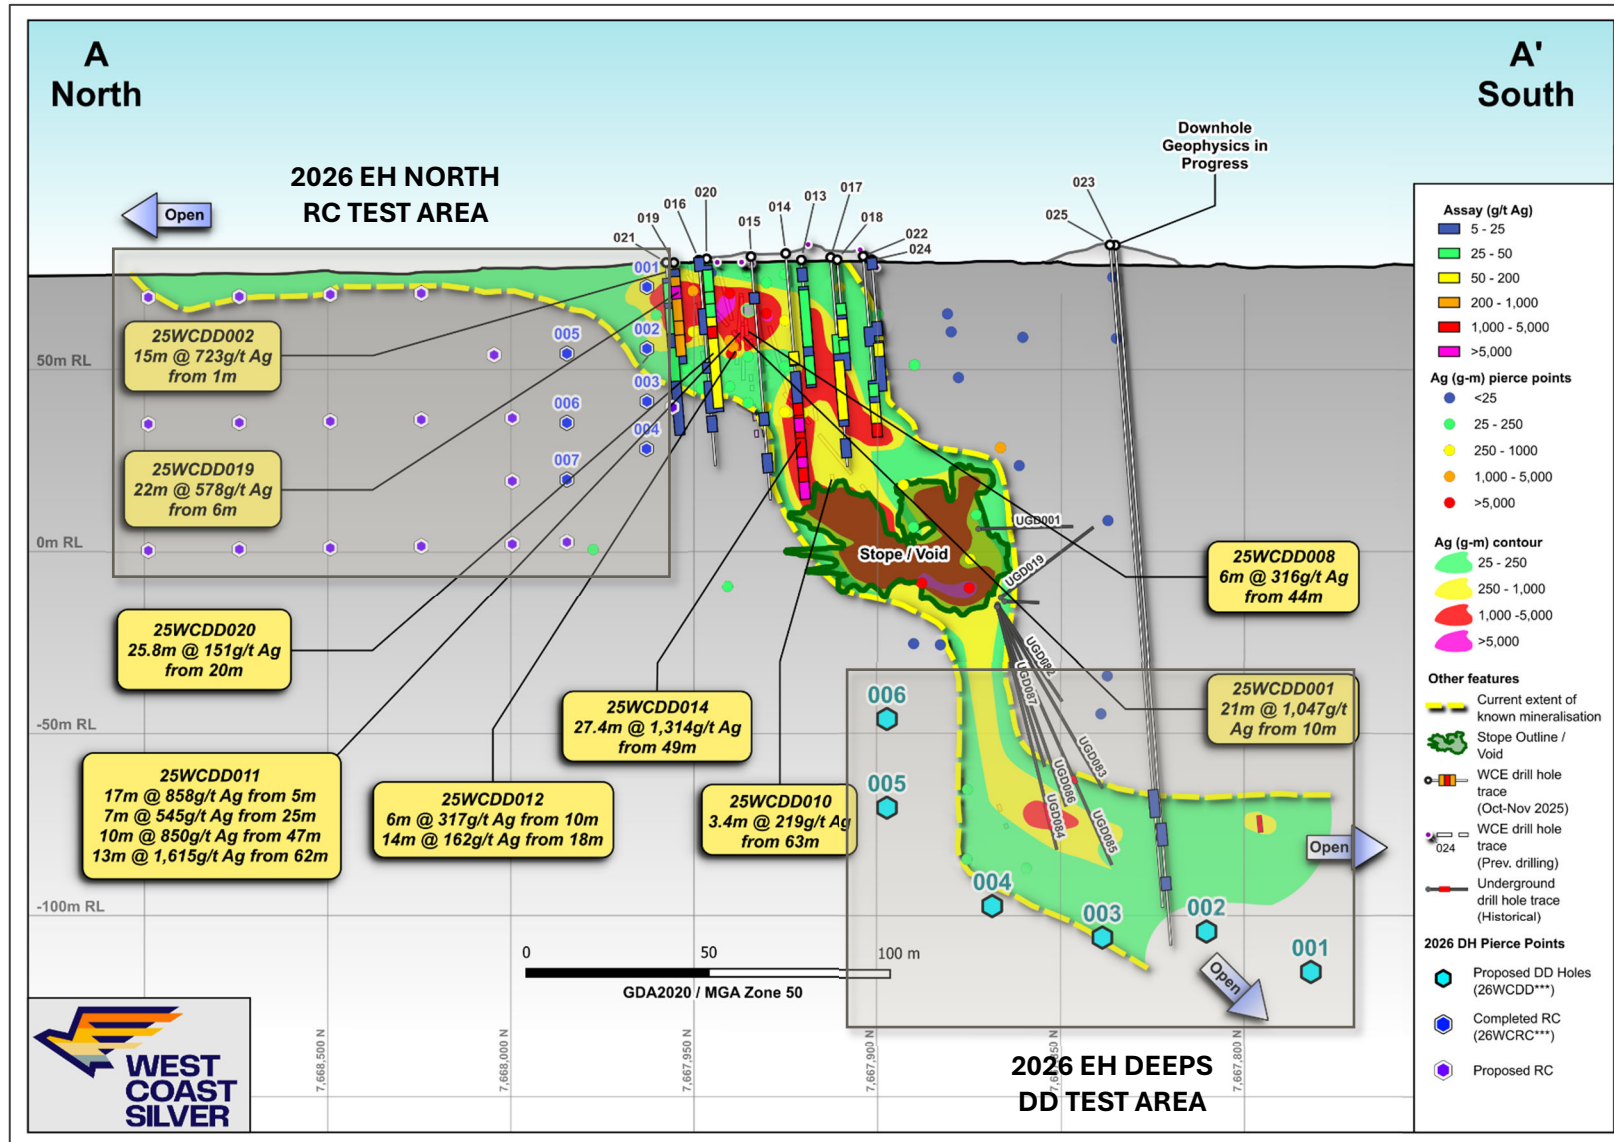 A
North
A'
South
Downhole
Geophysics in
Progress
2026 EH NORTH
RC TEST AREA
Open
021
019
016
020
015
014
013
017
018
022
024
025
023
001
002
003
004
005
006
007
50m RL
0m RL
-50m RL
-100m RL
25WCDD002
15m @ 723g/t Ag
from 1m
25WCDD019
22m @ 578g/t Ag
from 6m
25WCDD020
25.8m @ 151g/t Ag
from 20m
25WCDD011
17m @ 858g/t Ag from 5m
7m @ 545g/t Ag from 25m
10m @ 850g/t Ag from 47m
13m @ 1,615g/t Ag from 62m
25WCDD012
6m @ 317g/t Ag from 10m
14m @ 162g/t Ag from 18m
25WCDD014
27.4m @ 1,314g/t Ag
from 49m
25WCDD010
3.4m @ 219g/t Ag
from 63m
25WCDD008
6m @ 316g/t Ag
from 44m
25WCDD001
21m @ 1,047g/t
Ag from 10m
Stope / Void
UGD001
UGD019
UGD082
UGD087
UGD083
UGD086
UGD084
UGD085
006
005
004
003
002
001
Open
Open
0
50
100 m
GDA2020 / MGA Zone 50
7,668,500 N
7,668,000 N
7,667,950 N
7,667,900 N
7,667,800 N
2026 EH DEEPS
DD TEST AREA
WEST
COAST
SILVER
Assay (g/t Ag)
5 - 25
25 - 50
50 - 200
200 - 1,000
1,000 - 5,000
>5,000
Ag (g-m) pierce points
<25
25 - 250
250 - 1000
1,000 - 5,000
>5,000
Ag (g-m) contour
25 - 250
250 - 1,000
1,000 -5,000
>5,000
Other features
Current extent of
known mineralisation
Stope Outline /
Void
WCE drill hole
trace
(Oct-Nov 2025)
024
WCE drill hole
trace
(Prev. drilling)
Underground
drill hole trace
(Historical)
2026 DH Pierce Points
Proposed DD Holes
(26WCDD***)
Completed RC
(26WCRC***)
Proposed RC